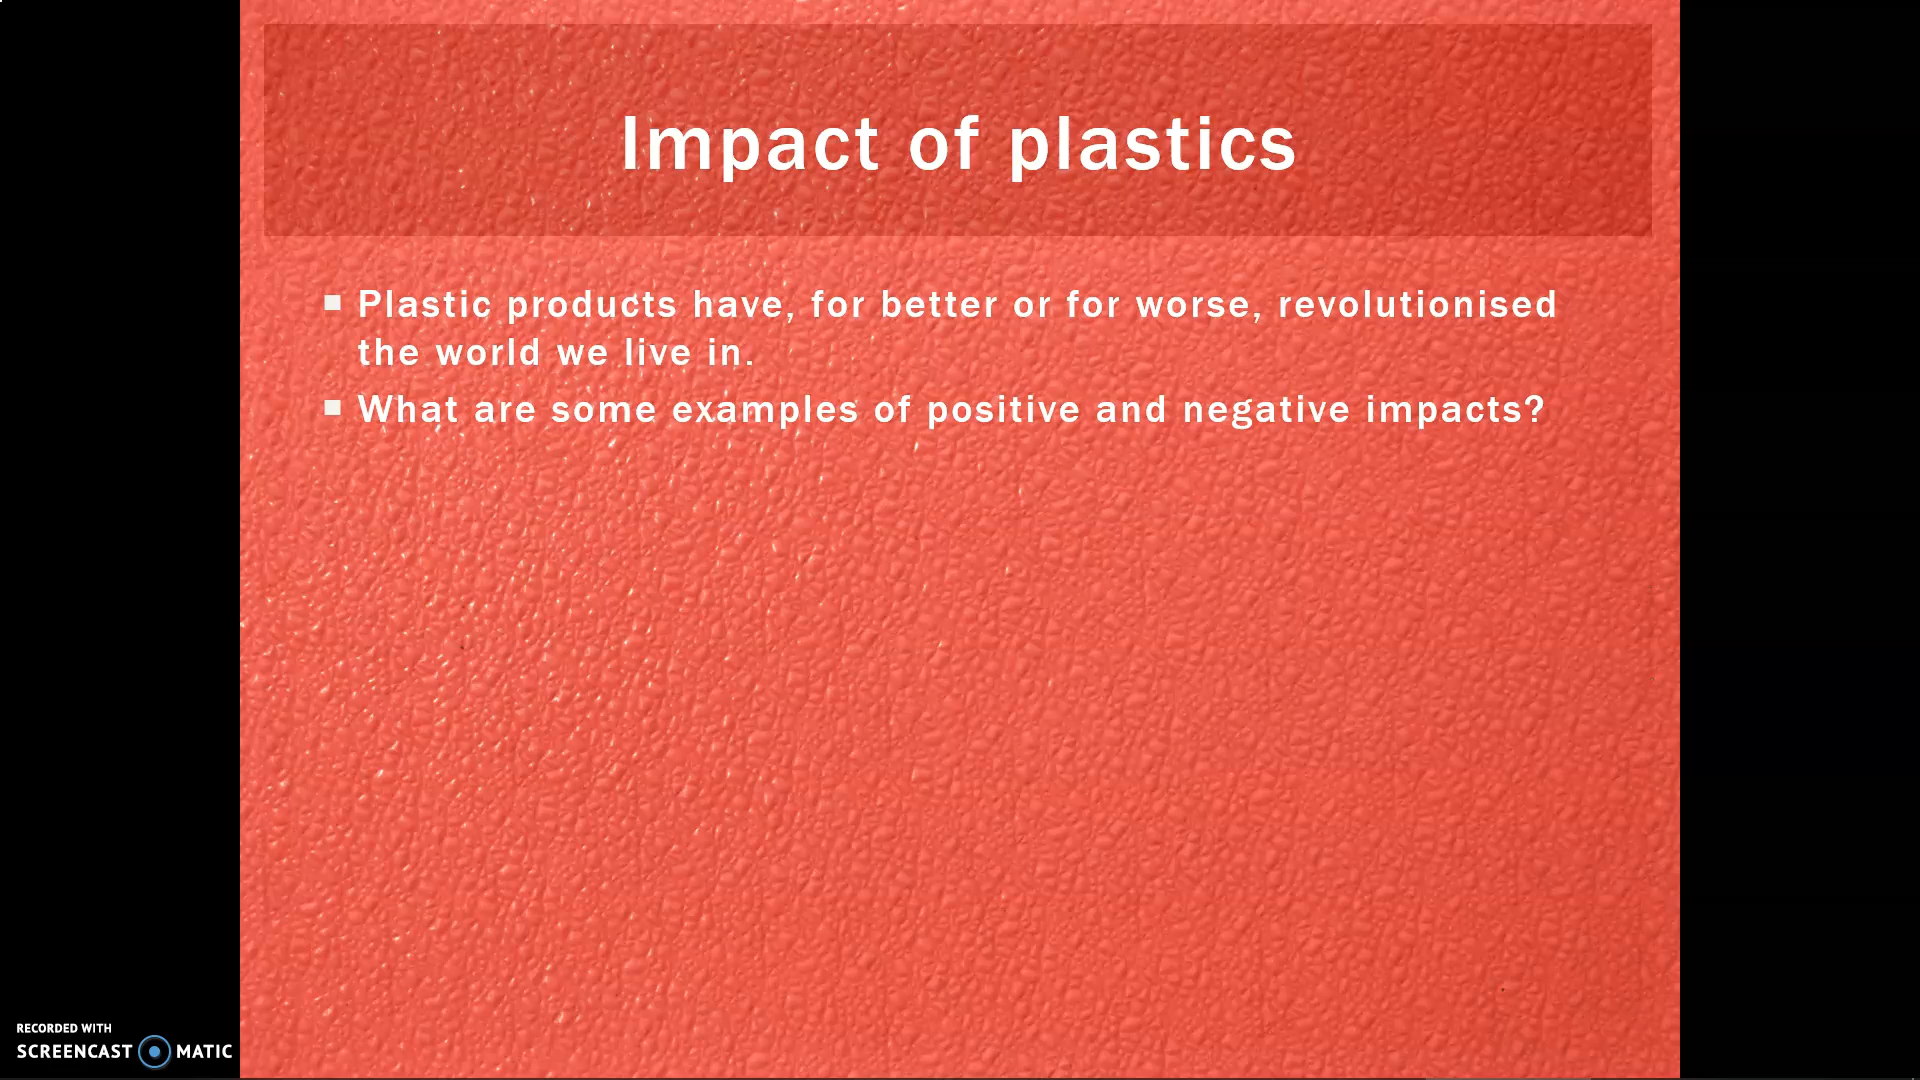 Impact of plastics
Plastic products have, for better or for worse, revolutionised
the world we live in.
What are some examples of positive and negative impacts?
RECORDED WITH
SCREENCAST MATIC